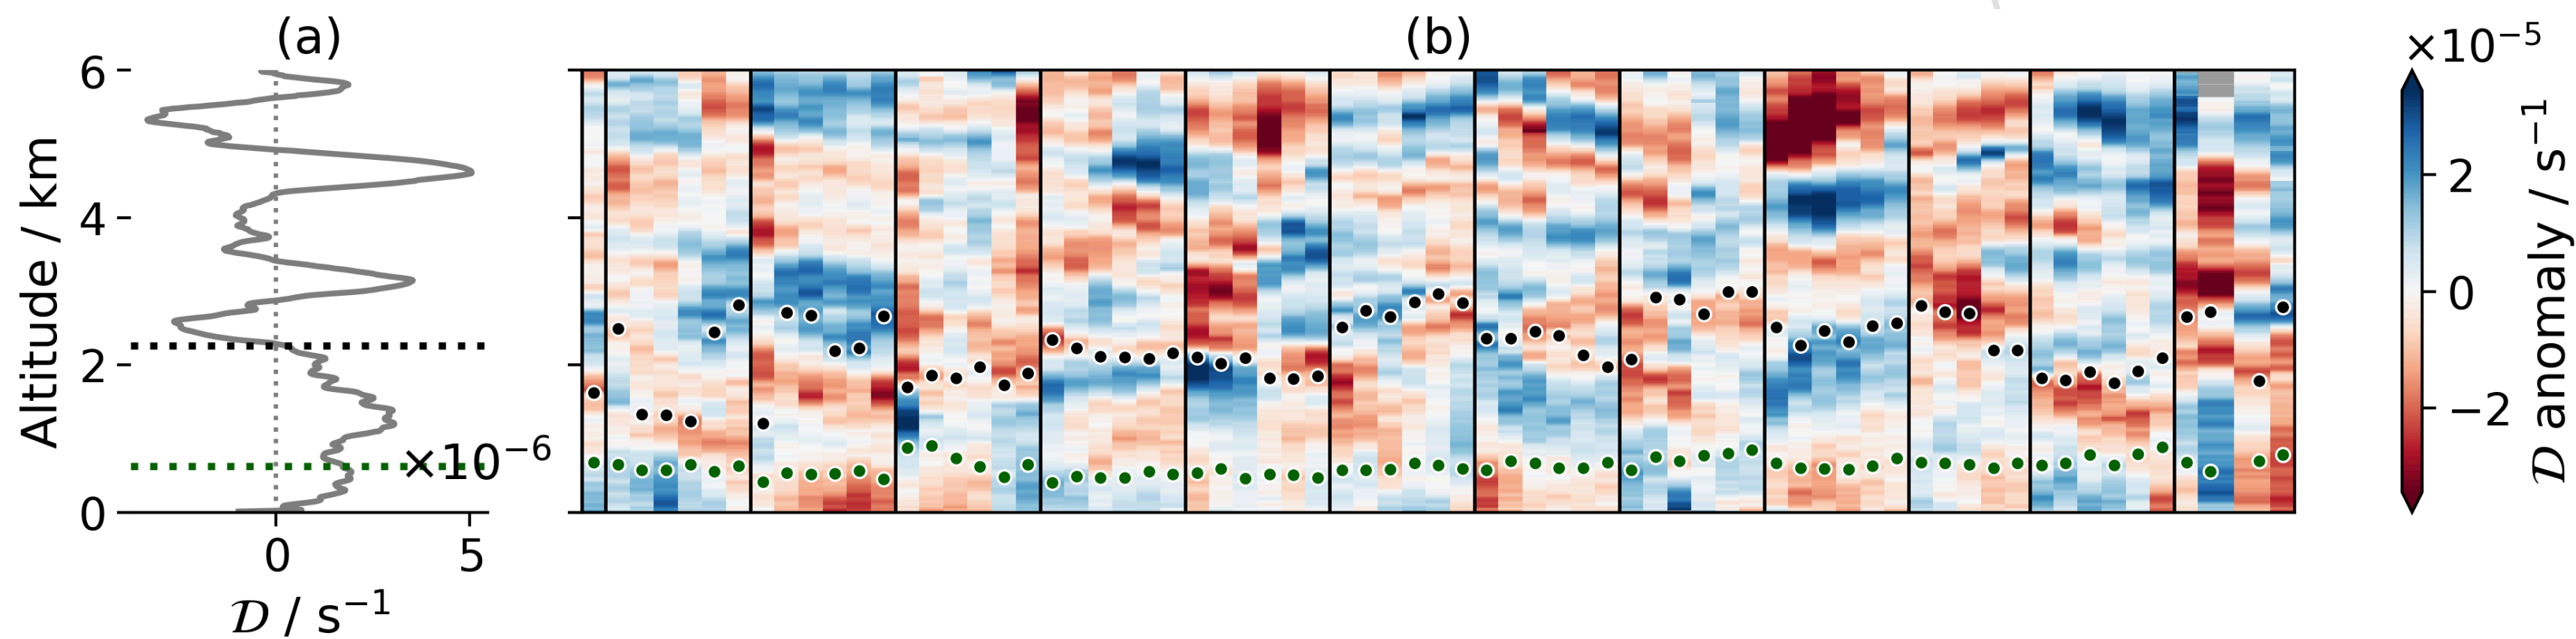 (a)
(b)
×10⁻⁵
6
4
2
0
Altitude / km
×10⁻⁶
0
5
𝒟 / s⁻¹
2
0
−2
𝒟 anomaly / s⁻¹